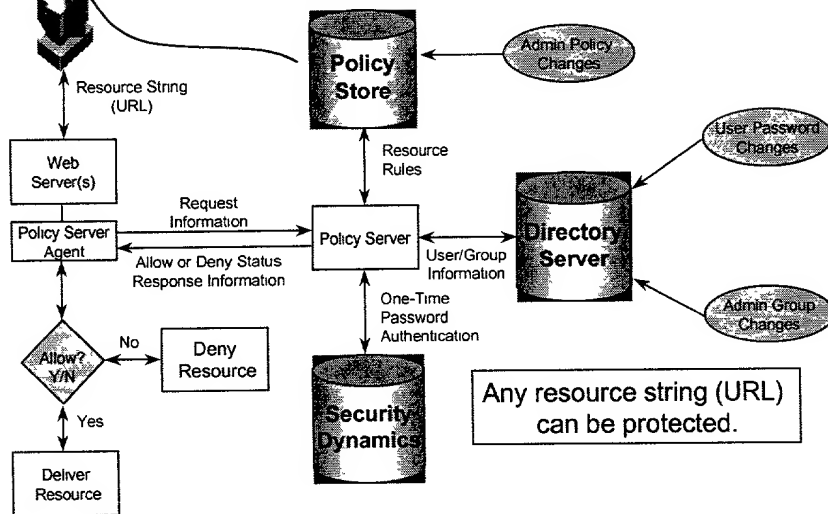 Policy
Store
Admin Policy
Changes
Resource String
(URL)
User Password
Changes
Web
Server(s)
Resource
Rules
Request
Information
Policy Server
Agent
Policy Server
Directory
Server
Allow or Deny Status
Response Information
User/Group
Information
One-Time
Password
Authentication
Admin Group
Changes
Allow?
Y/N
No
Deny
Resource
Security
Dynamics
Any resource string (URL)
can be protected.
Yes
Deliver
Resource